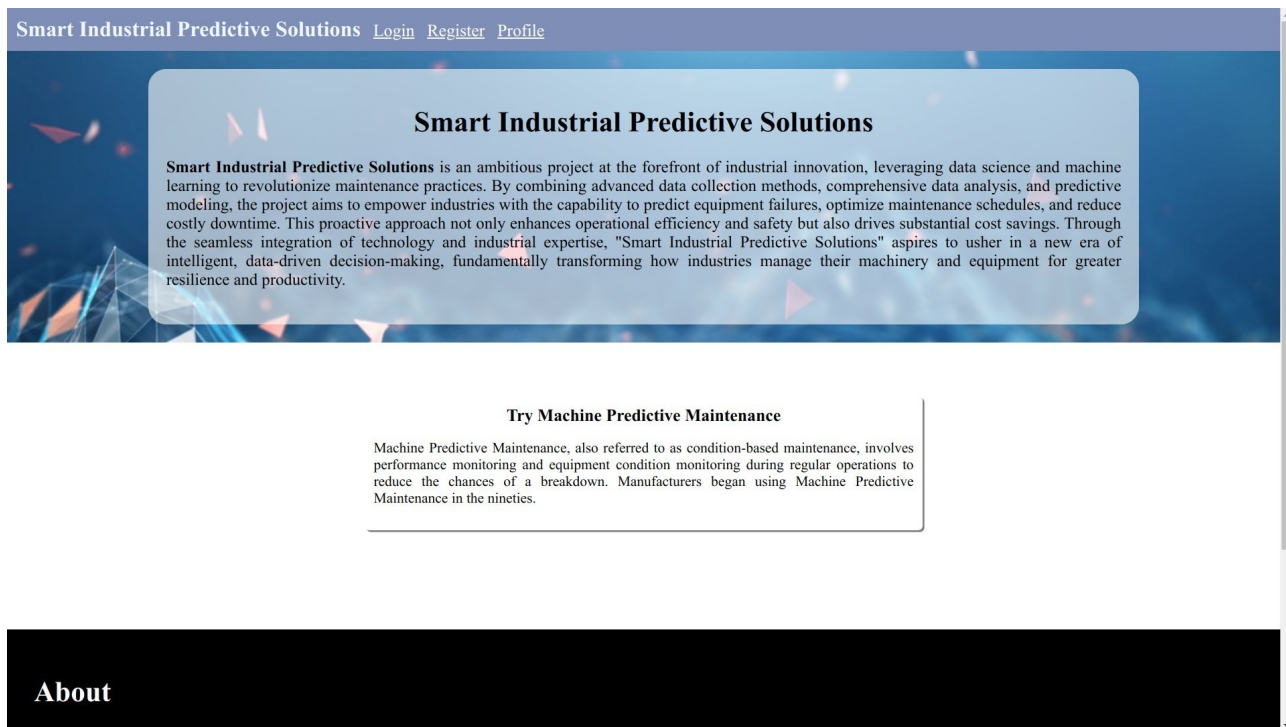 Smart Industrial Predictive Solutions Login Register Profile
Smart Industrial Predictive Solutions
Smart Industrial Predictive Solutions is an ambitious project at the forefront of industrial innovation, leveraging data science and machine
learning to revolutionize maintenance practices. By combining advanced data collection methods, comprehensive data analysis, and predictive
modeling, the project aims to empower industries with the capability to predict equipment failures, optimize maintenance schedules, and reduce
costly downtime. This proactive approach not only enhances operational efficiency and safety but also drives substantial cost savings. Through
the seamless integration of technology and industrial expertise, "Smart Industrial Predictive Solutions" aspires to usher in a new era of
intelligent, data-driven decision-making, fundamentally transforming how industries manage their machinery and equipment for greater
resilience and productivity.
Try Machine Predictive Maintenance
Machine Predictive Maintenance, also referred to as condition-based maintenance, involves
performance monitoring and equipment condition monitoring during regular operations to
reduce the chances of a breakdown. Manufacturers began using Machine Predictive
Maintenance in the nineties.
About